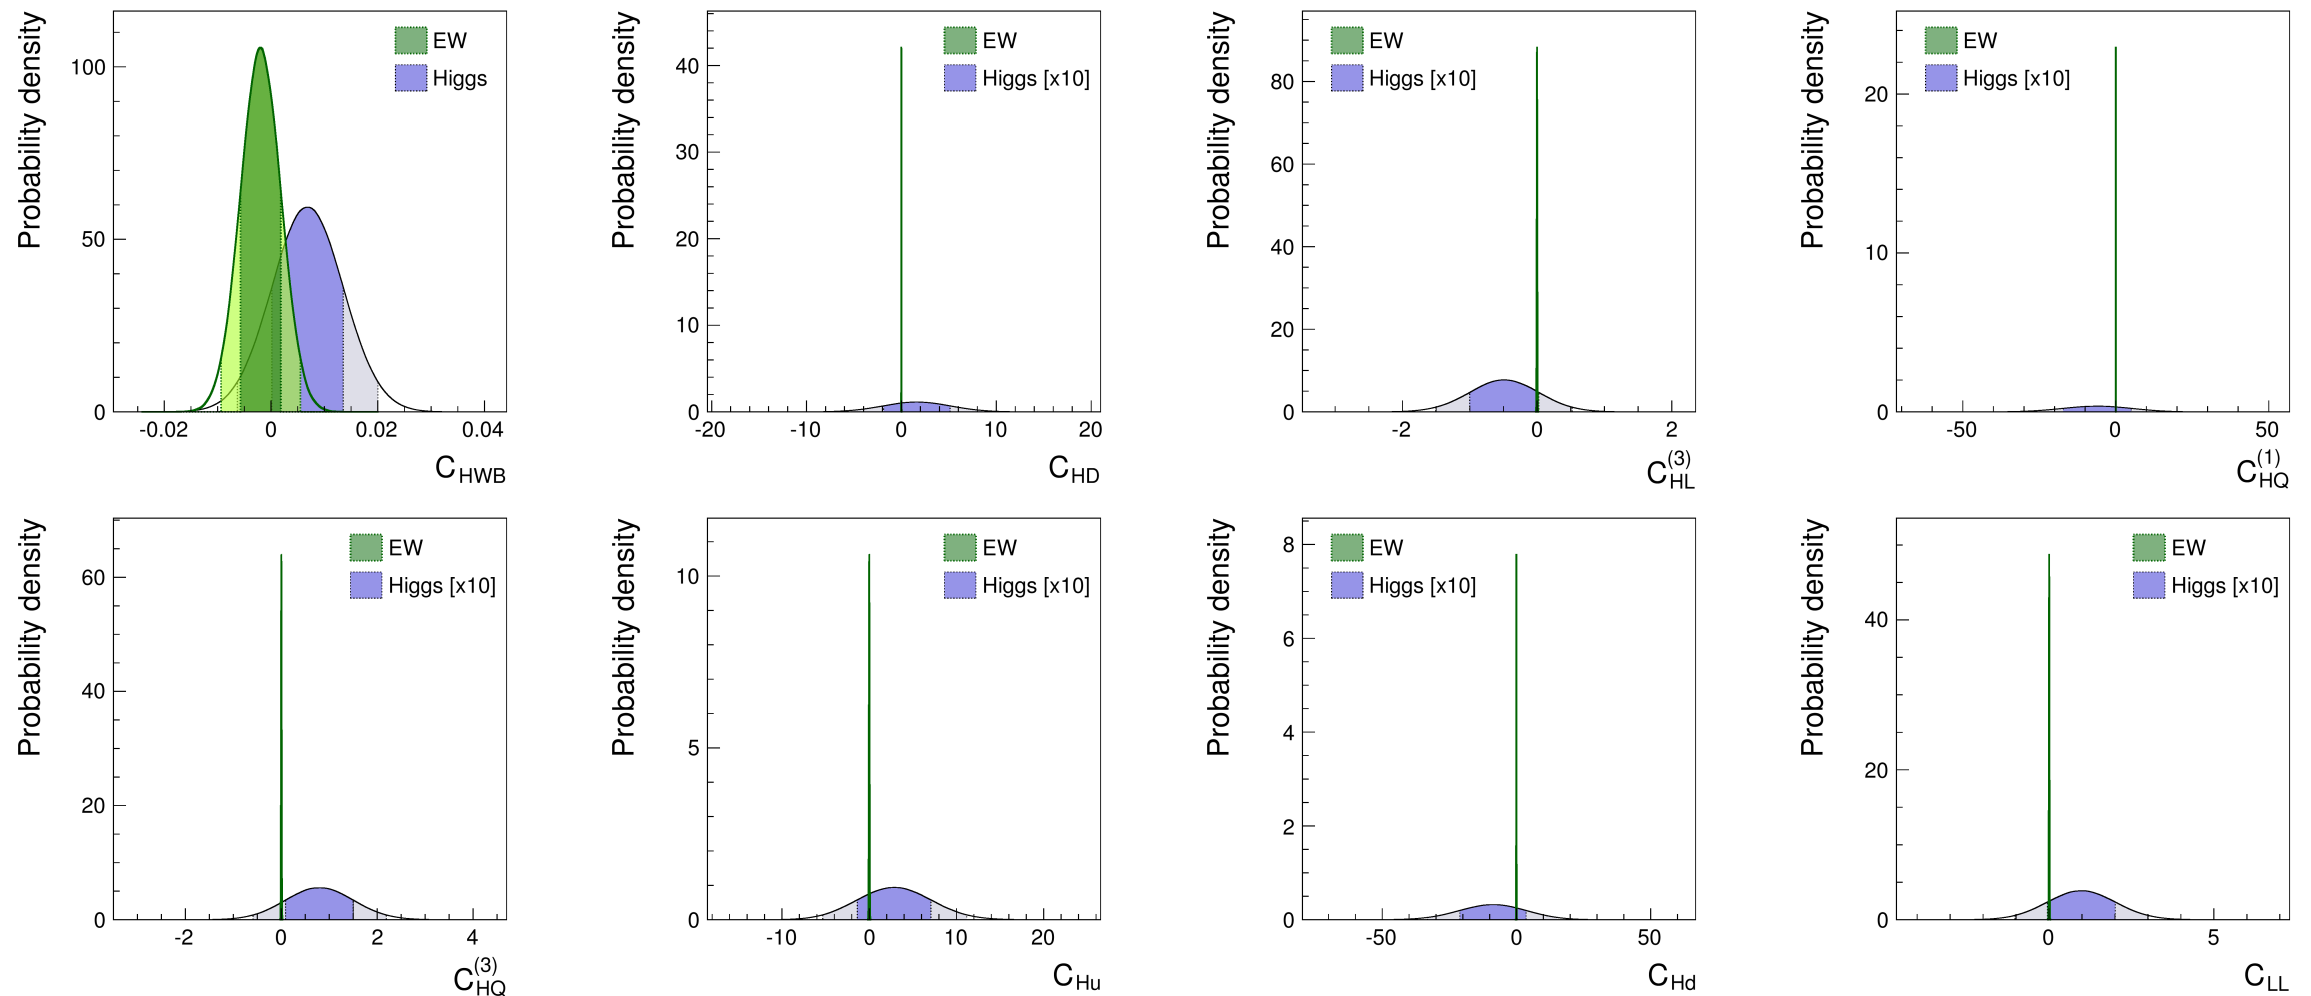 Probability density
EW
Higgs
100
50
0
-0.02 0 0.02 0.04
C_HWB
Probability density
EW
Higgs [x10]
40
30
20
10
0
-20 -10 0 10 20
C_HD
Probability density
EW
Higgs [x10]
80
60
40
20
0
-2 0 2
C_HL^(3)
Probability density
EW
Higgs [x10]
20
10
0
-50 0 50
C_HQ^(1)
Probability density
EW
Higgs [x10]
60
40
20
0
-2 0 2 4
C_HQ^(3)
Probability density
EW
Higgs [x10]
10
5
0
-10 0 10 20
C_Hu
Probability density
EW
Higgs [x10]
8
6
4
2
0
-50 0 50
C_Hd
Probability density
EW
Higgs [x10]
40
20
0
0 5
C_LL